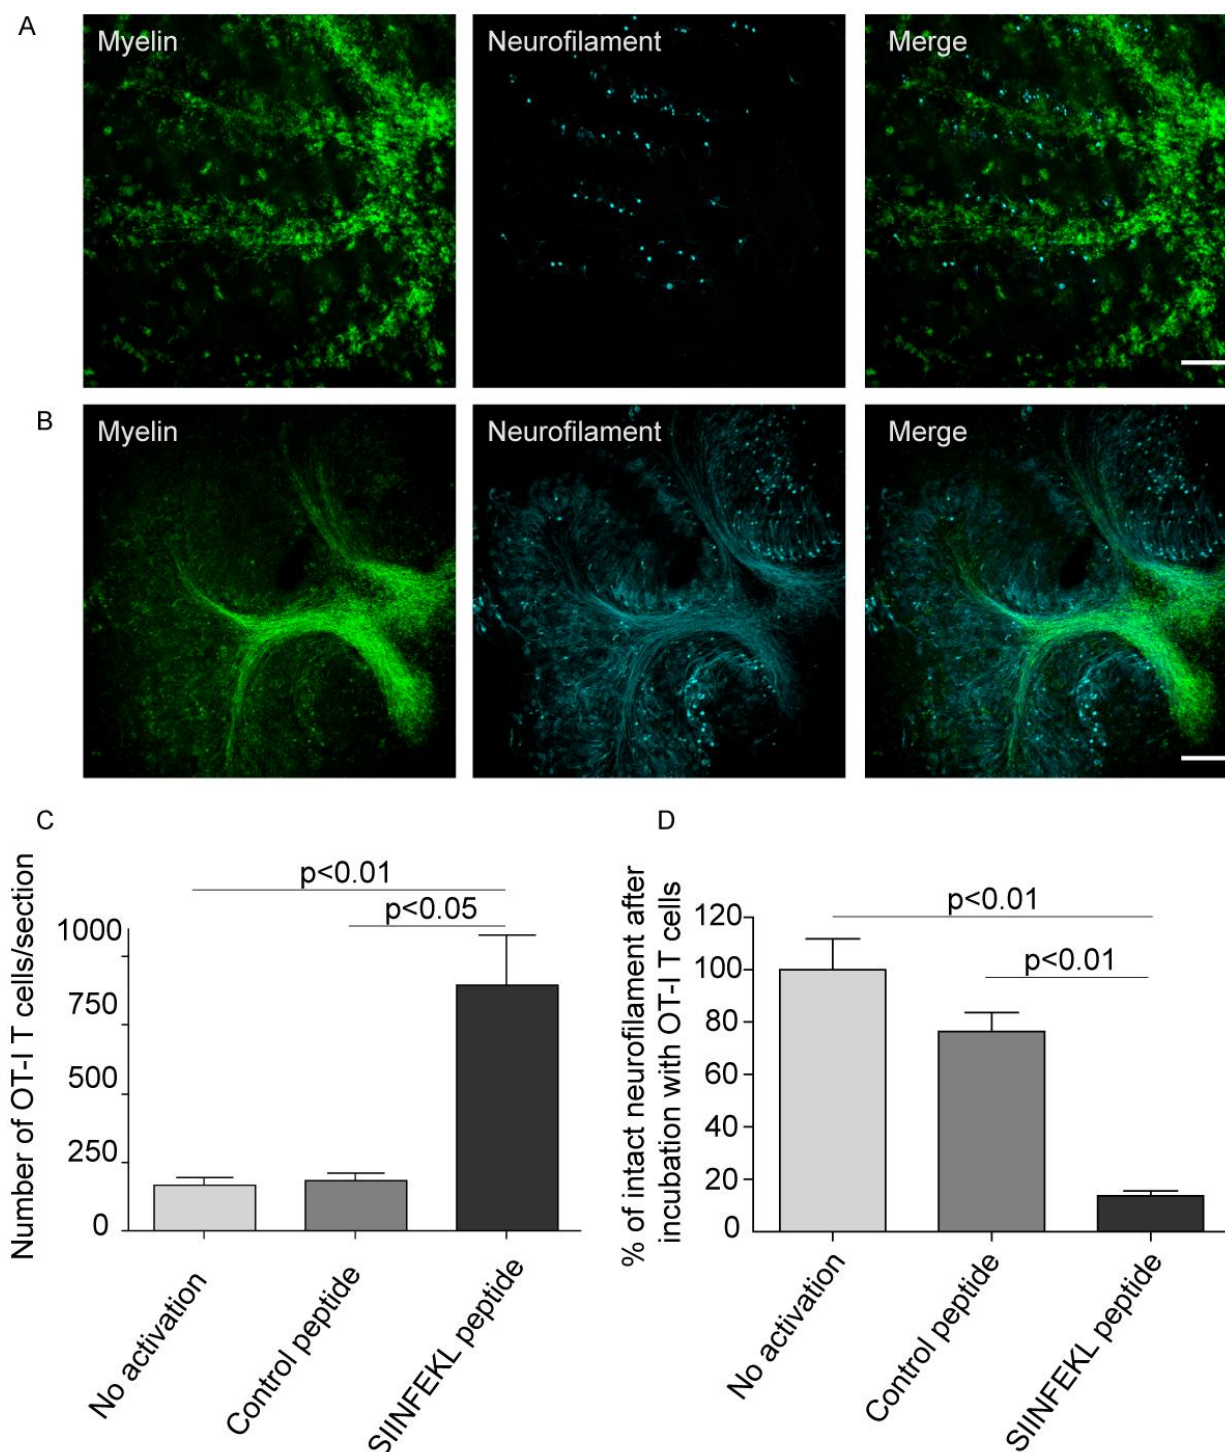 A
Myelin
Neurofilament
Merge
B
Myelin
Neurofilament
Merge
C
Number of OT-I T cells/section
1000
750
500
250
0
p<0.01
p<0.05
No activation
Control peptide
SIINFEKL peptide
D
% of intact neurofilament after
incubation with OT-I T cells
120
100
80
60
40
20
0
p<0.01
p<0.01
No activation
Control peptide
SIINFEKL peptide